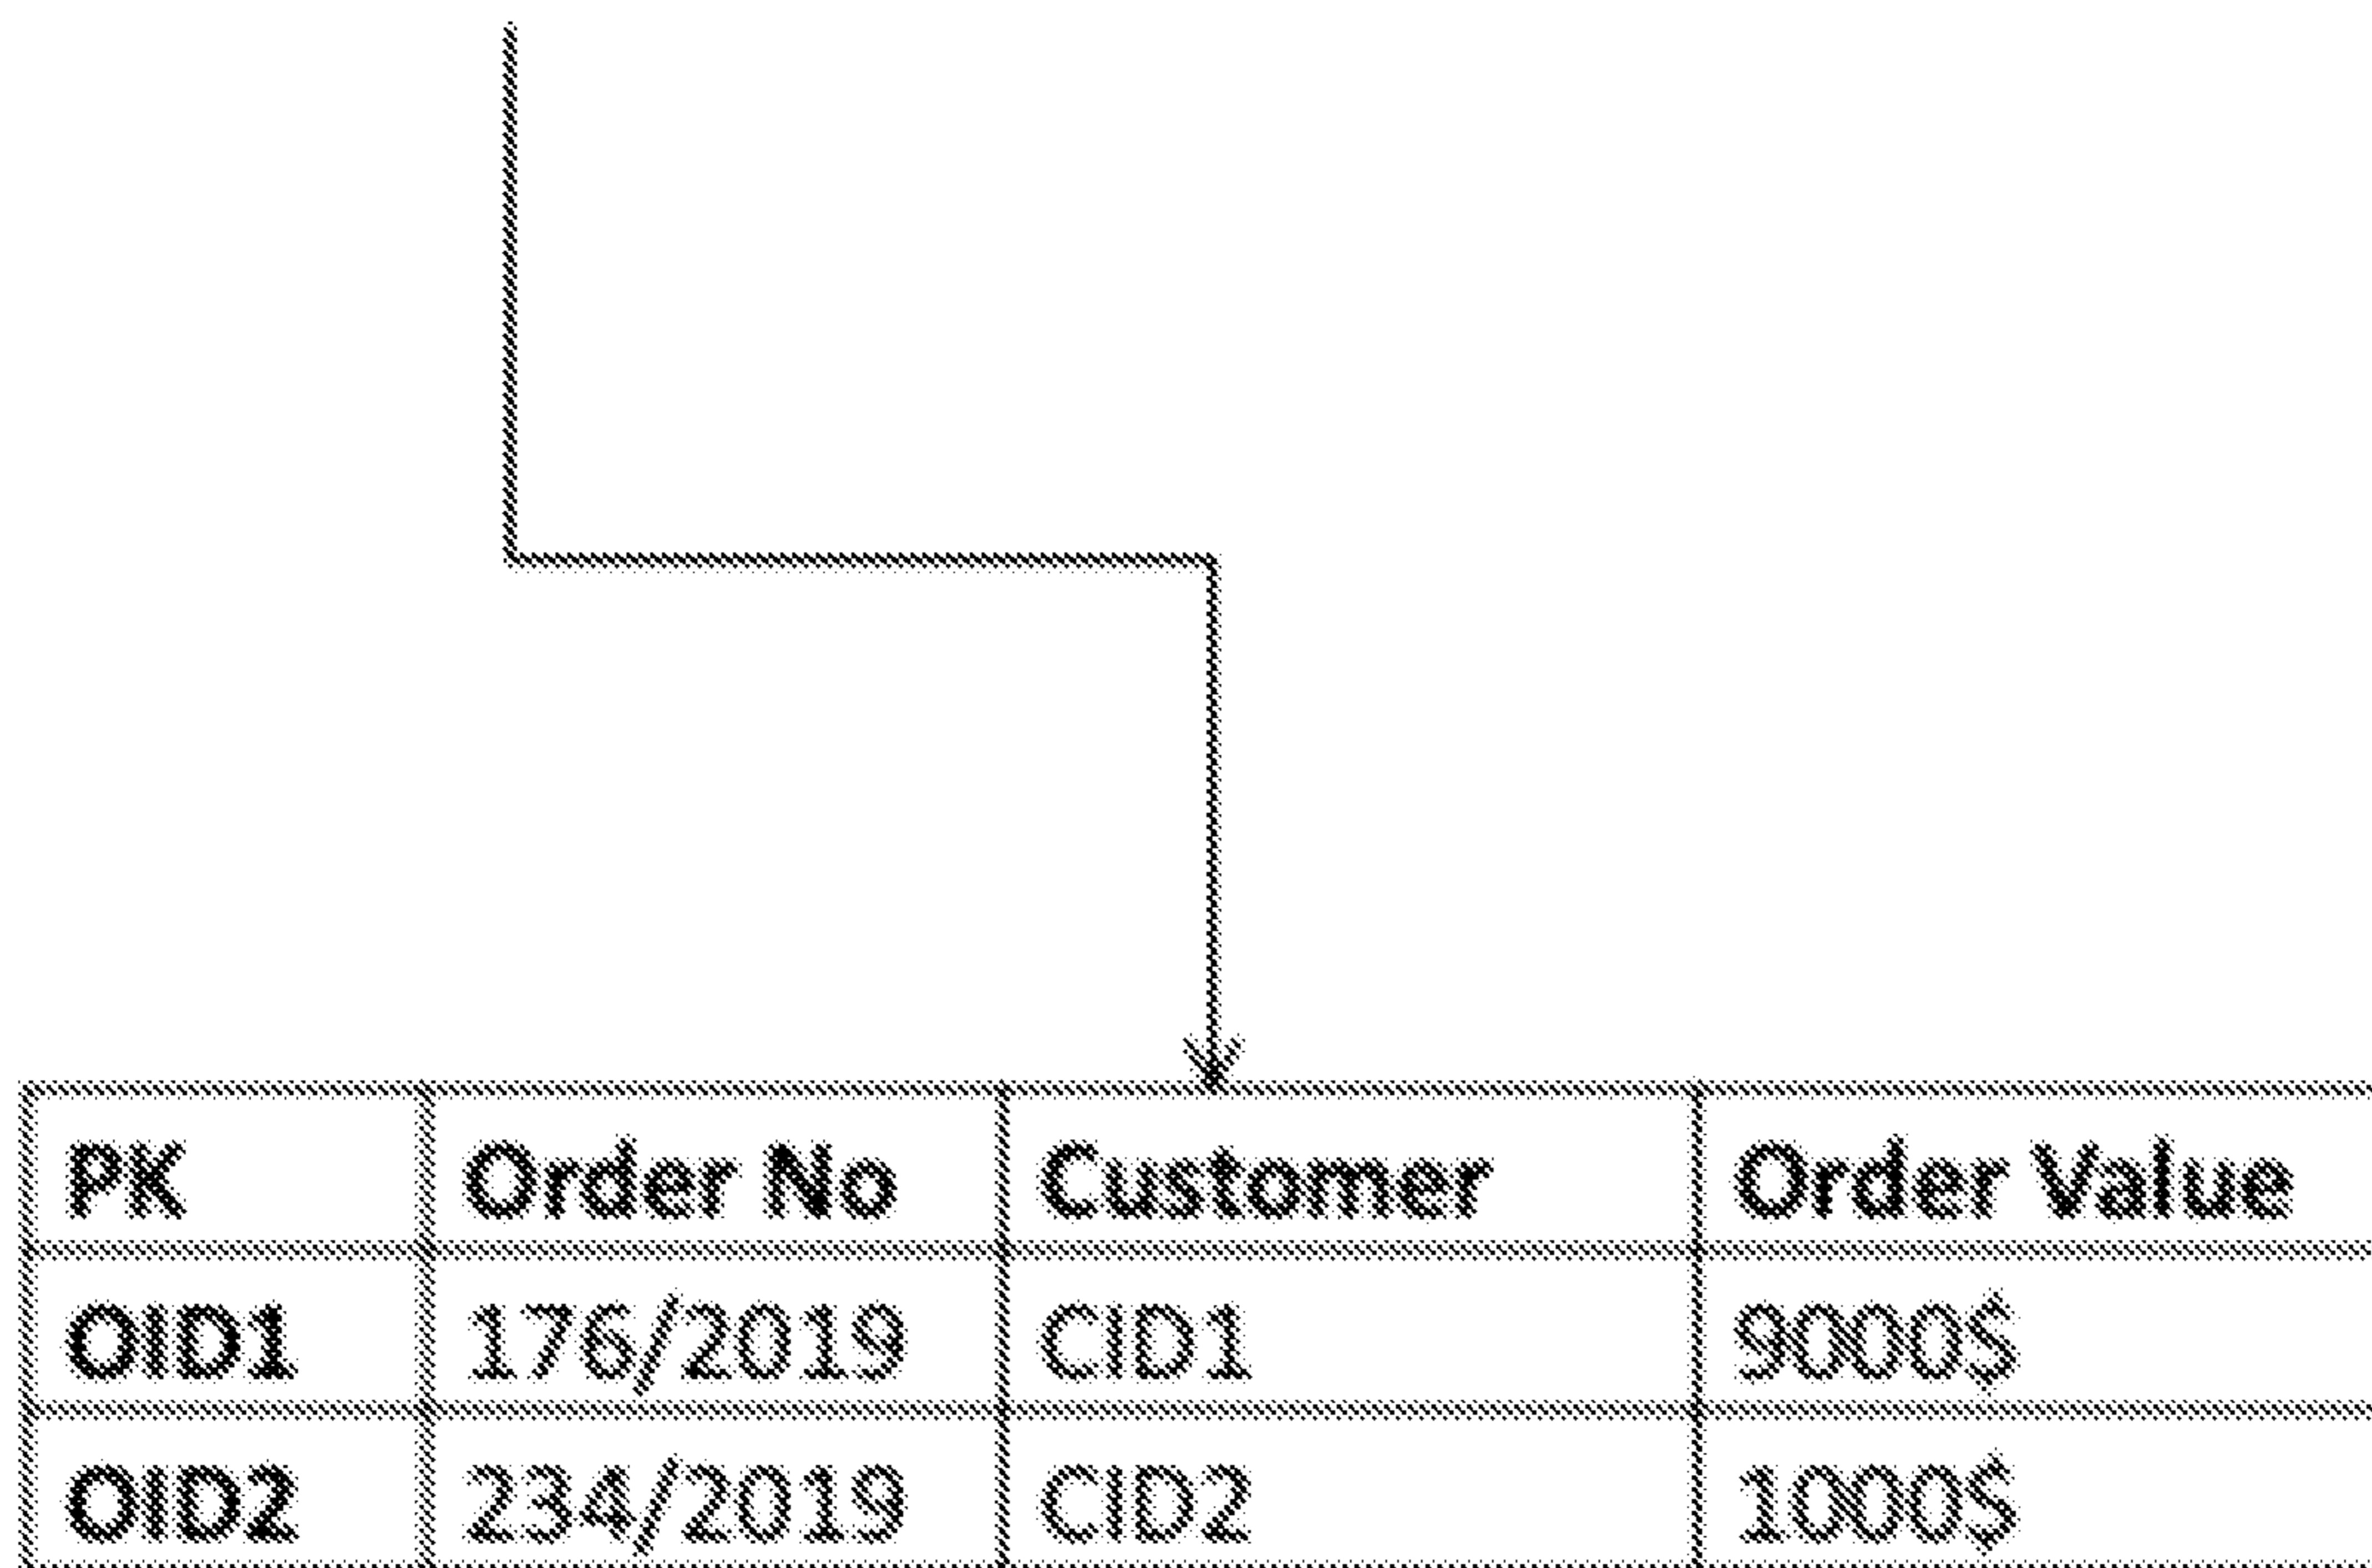 PK Order No Customer Order Value
OID1 176/2019 CID1 9000$
OID2 234/2019 CID2 1000$